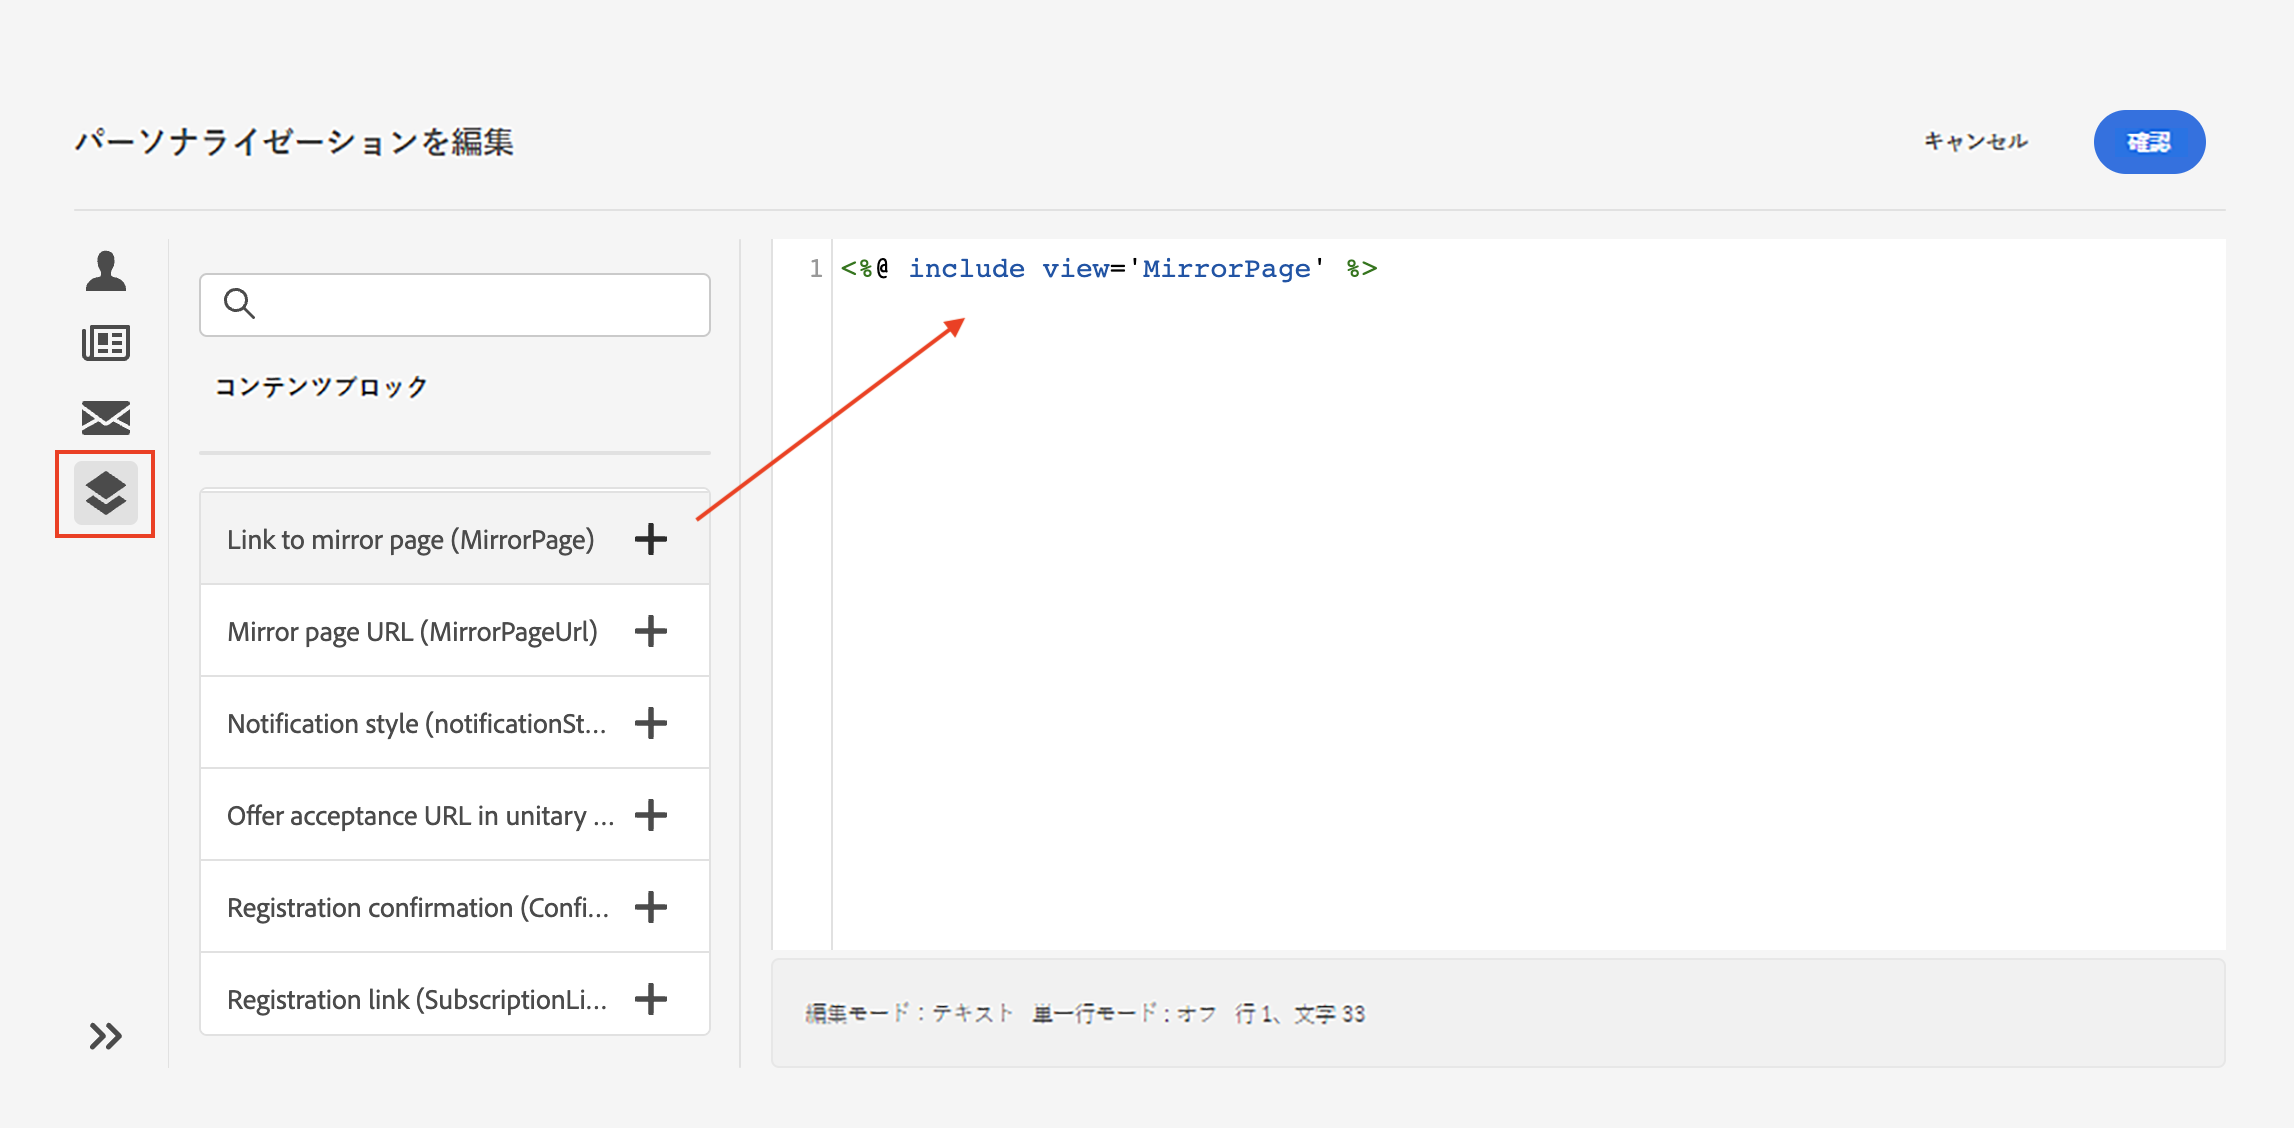 パーソナライゼーションを編集
キャンセル
確認
コンテンツブロック
Link to mirror page (MirrorPage)
Mirror page URL (MirrorPageUrl)
Notification style (notificationSt...
Offer acceptance URL in unitary ...
Registration confirmation (Confi...
Registration link (SubscriptionLi...
1 <%@ include view='MirrorPage' %>
編集モード：テキスト 単一行モード：オフ 行 1、文字 33